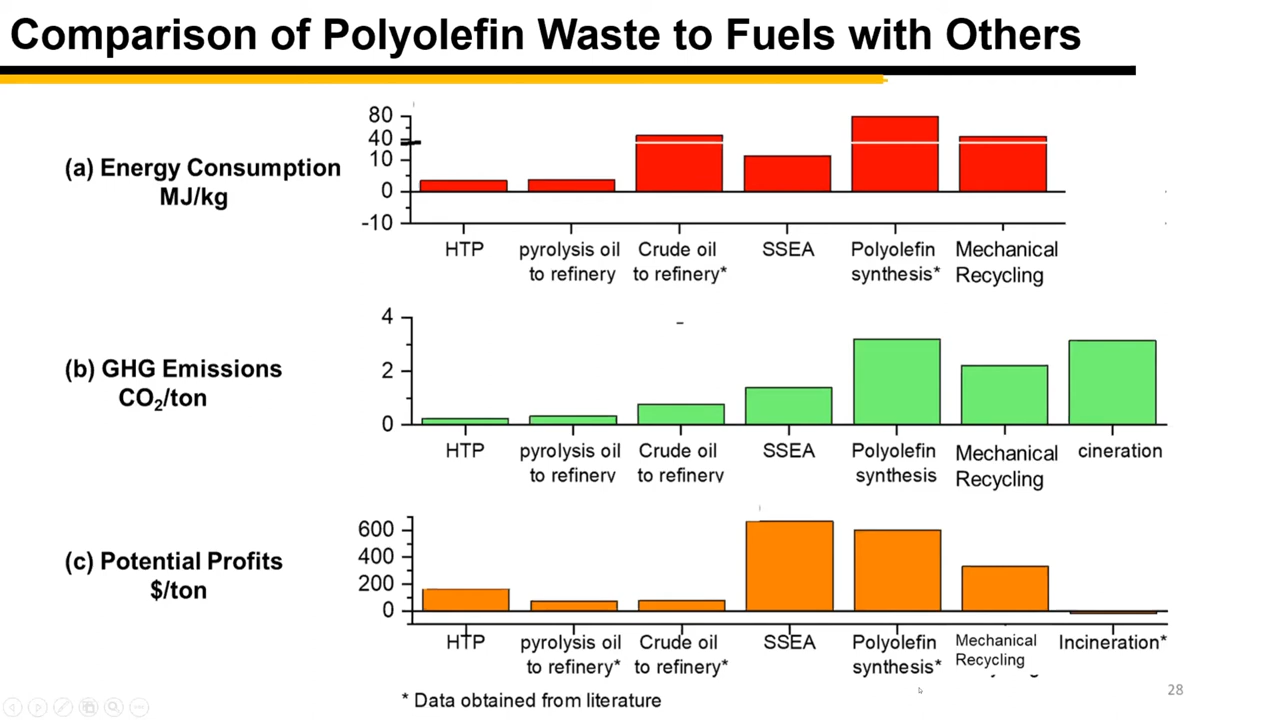 Comparison of Polyolefin Waste to Fuels with Others
(a) Energy Consumption
MJ/kg
80
40
10
0
-10
HTP
pyrolysis oil
to refinery
Crude oil
to refinery*
SSEA
Polyolefin
synthesis*
Mechanical
Recycling
(b) GHG Emissions
CO₂/ton
4
2
0
HTP
pyrolysis oil
to refinery
Crude oil
to refinery
SSEA
Polyolefin
synthesis
Mechanical
Recycling
cineration
(c) Potential Profits
$/ton
600
400
200
0
HTP
pyrolysis oil
to refinery*
Crude oil
to refinery*
SSEA
Polyolefin
synthesis*
Mechanical
Recycling
Incineration*
* Data obtained from literature
28